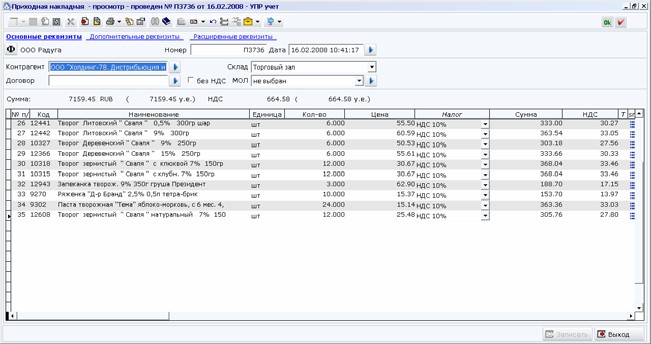 Приходная накладная - просмотр - проведен № П3736 от 16.02.2008 - УПР учет
Ok
Основные реквизиты Дополнительные реквизиты Расширенные реквизиты
Ф ООО Радуга Номер П3736 Дата 16.02.2008 10:41:17
Контрагент ООО "Холдинг-78. Дистрибьюция и Склад Торговый зал
Договор без НДС МОЛ не выбран
Сумма: 7159.45 RUB ( 7159.45 у.е.) НДС 664.58 ( 664.58 у.е.)
№ п/ Код Наименование Единица Кол-во Цена Налог Сумма НДС Т
26 12441 Творог Литовский " Сваля " 0,5% 300гр шар шт 6.000 55.50 НДС 10% 333.00 30.27
27 12442 Творог Литовский " Сваля " 9% 300гр шт 6.000 60.59 НДС 10% 363.54 33.05
28 10327 Творог Деревенский " Сваля " 9% 250гр шт 6.000 50.53 НДС 10% 303.18 27.56
29 12366 Творог Деревенский " Сваля " 15% 250гр шт 6.000 55.61 НДС 10% 333.66 30.33
30 10318 Творог зернистый " Сваля " с клюквой 7% 150гр шт 12.000 30.67 НДС 10% 368.04 33.46
31 10315 Творог зернистый " Сваля " с клубн. 7% 150гр шт 12.000 30.67 НДС 10% 368.04 33.46
32 12943 Запеканка творож. 9% 350г груша Президент шт 3.000 62.90 НДС 10% 188.70 17.15
33 9270 Ряженка "Д-р Бранд" 2,5% 0,5л тетра-брик шт 10.000 15.37 НДС 10% 153.70 13.97
34 9302 Паста творожная "Тема" яблоко-морковь, с 6 мес. 4, шт 24.000 15.14 НДС 10% 363.36 33.03
35 12608 Творог зернистый " Сваля " натуральный 7% 150 шт 12.000 25.48 НДС 10% 305.76 27.80
Записать Выход